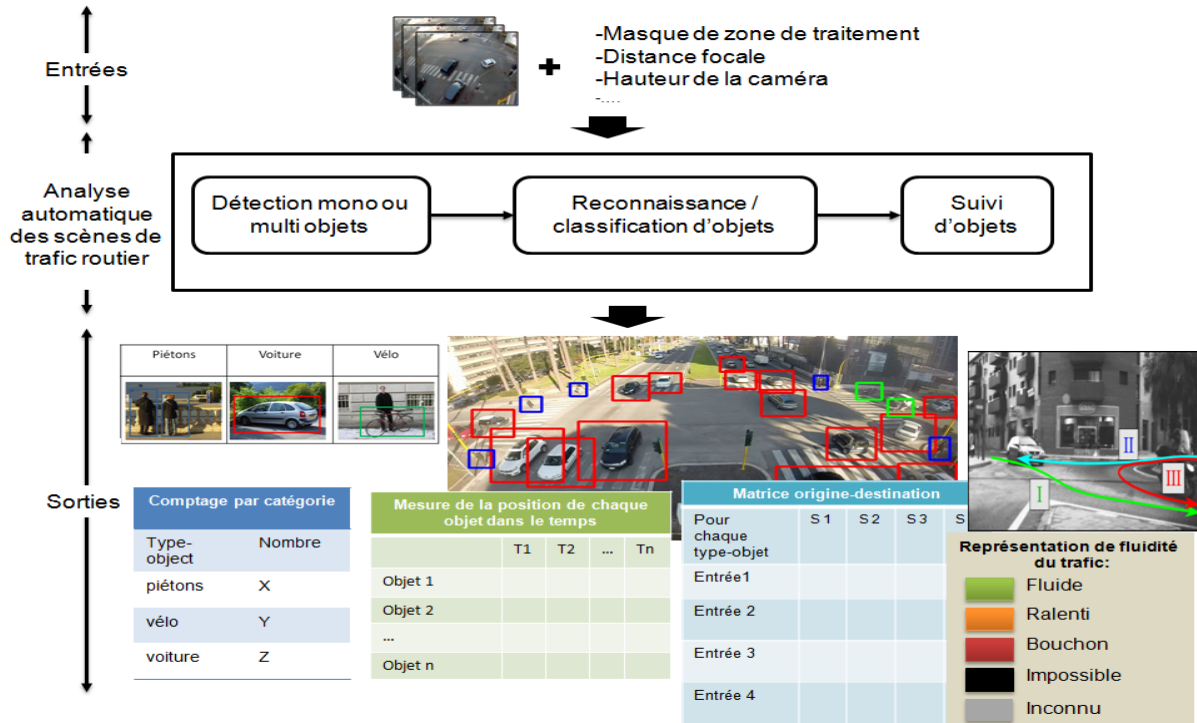 Entrées
-Masque de zone de traitement
-Distance focale
-Hauteur de la caméra
-....
Analyse
automatique
des scènes de
trafic routier
Détection mono ou
multi objets
Reconnaissance /
classification d'objets
Suivi
d'objets
Sorties
Piétons Voiture Vélo
I
II
III
Comptage par catégorie
Type-
object Nombre
piétons X
vélo Y
voiture Z
Mesure de la position de chaque
objet dans le temps
T1 T2 ... Tn
Objet 1
Objet 2
...
Objet n
Matrice origine-destination
Pour
chaque
type-objet S 1 S 2 S 3 S
Entrée1
Entrée 2
Entrée 3
Entrée 4
Représentation de fluidité
du trafic:
Fluide
Ralenti
Bouchon
Impossible
Inconnu